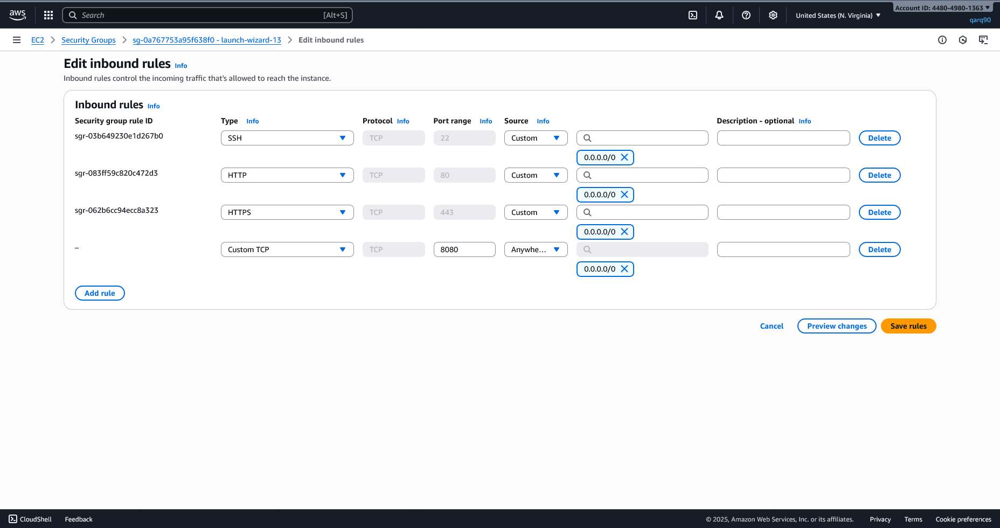 aws
Search [Alt+S]
United States (N. Virginia)
Account ID: 4480-4980-1363
qarq90
EC2 Security Groups sg-0a767753a95f638f0 - launch-wizard-13 Edit inbound rules
Edit inbound rules Info
Inbound rules control the incoming traffic that's allowed to reach the instance.
Inbound rules Info
Security group rule ID Type Info Protocol Info Port range Info Source Info Description - optional Info
sgr-03b649230e1d267b0 SSH TCP 22 Custom Delete
0.0.0.0/0
sgr-083ff59c820c472d3 HTTP TCP 80 Custom Delete
0.0.0.0/0
sgr-062b6cc94ecc8a323 HTTPS TCP 443 Custom Delete
0.0.0.0/0
– Custom TCP TCP 8080 Anywhe... Delete
0.0.0.0/0
Add rule
Cancel Preview changes Save rules
CloudShell Feedback © 2025, Amazon Web Services, Inc. or its affiliates. Privacy Terms Cookie preferences